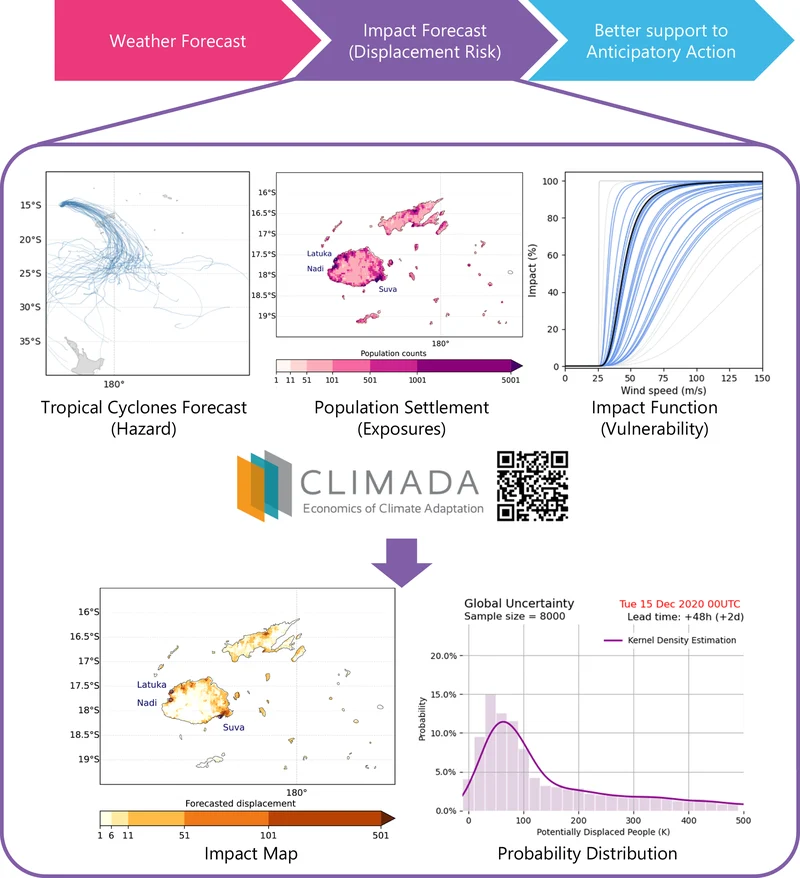 Weather Forecast
Impact Forecast
(Displacement Risk)
Better support to
Anticipatory Action
15°S
20°S
25°S
30°S
35°S
180°
Tropical Cyclones Forecast
(Hazard)
16°S
16.5°S
17°S
17.5°S
18°S
18.5°S
19°S
Latuka
Nadi
Suva
180°
Population counts
1 11 51 101 501 1001 5001
Population Settlement
(Exposures)
Impact (%)
100
80
60
40
20
0
0 25 50 75 100 125 150
Wind speed (m/s)
Impact Function
(Vulnerability)
CLIMADA
Economics of Climate Adaptation
16°S
16.5°S
17°S
17.5°S
18°S
18.5°S
19°S
Latuka
Nadi
Suva
180°
Forecasted displacement
1 6 11 51 101 501
Impact Map
Global Uncertainty
Sample size = 8000
Tue 15 Dec 2020 00UTC
Lead time: +48h (+2d)
Kernel Density Estimation
Probability
20.0%
15.0%
10.0%
5.0%
0.0%
0 100 200 300 400 500
Potentially Displaced People (K)
Probability Distribution